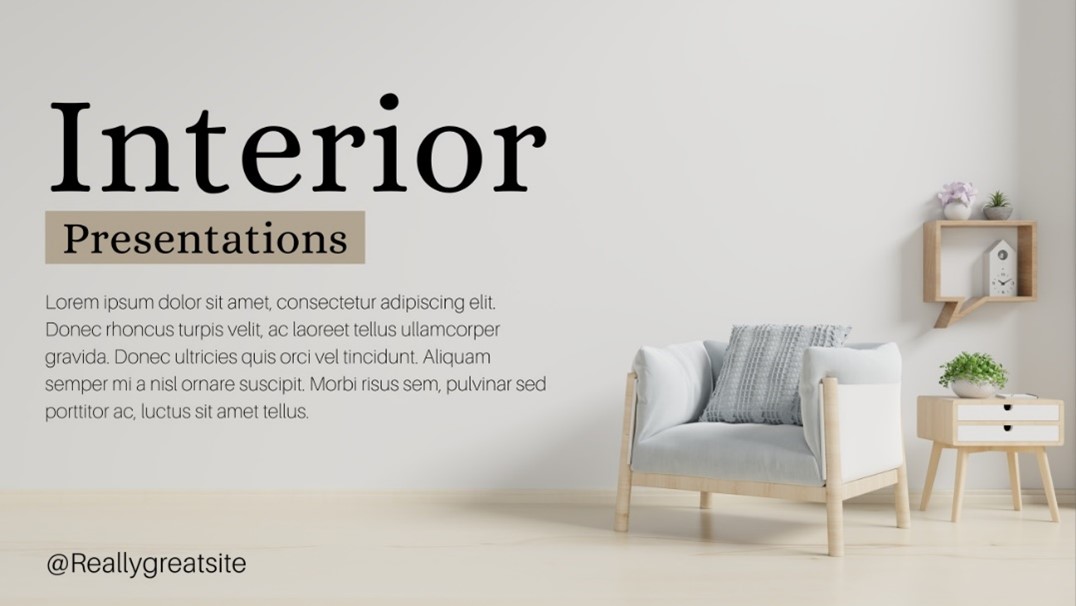 Interior
Presentations
Lorem ipsum dolor sit amet, consectetur adipiscing elit.
Donec rhoncus turpis velit, ac laoreet tellus ullamcorper
gravida. Donec ultricies quis orci vel tincidunt. Aliquam
semper mi a nisl ornare suscipit. Morbi risus sem, pulvinar sed
porttitor ac, luctus sit amet tellus.
@Reallygreatsite